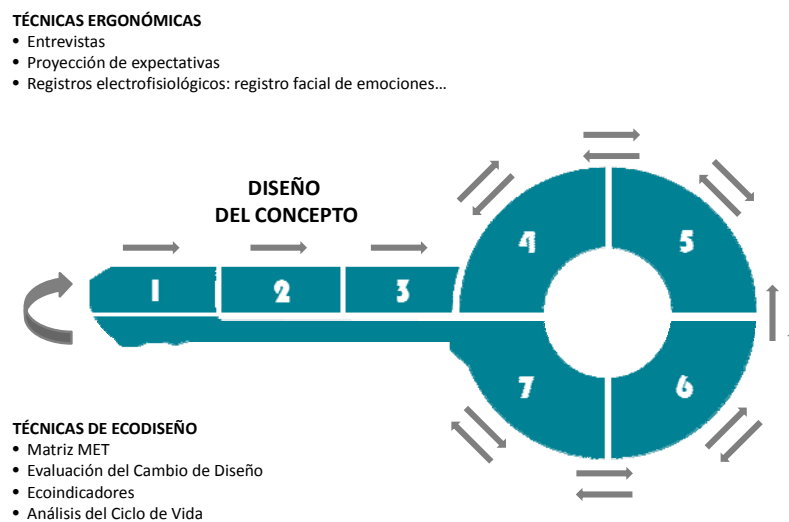 TÉCNICAS ERGONÓMICAS
• Entrevistas
• Proyección de expectativas
• Registros electrofisiológicos: registro facial de emociones…
DISEÑO
DEL CONCEPTO
1
2
3
4
5
6
7
TÉCNICAS DE ECODISEÑO
• Matriz MET
• Evaluación del Cambio de Diseño
• Ecoindicadores
• Análisis del Ciclo de Vida